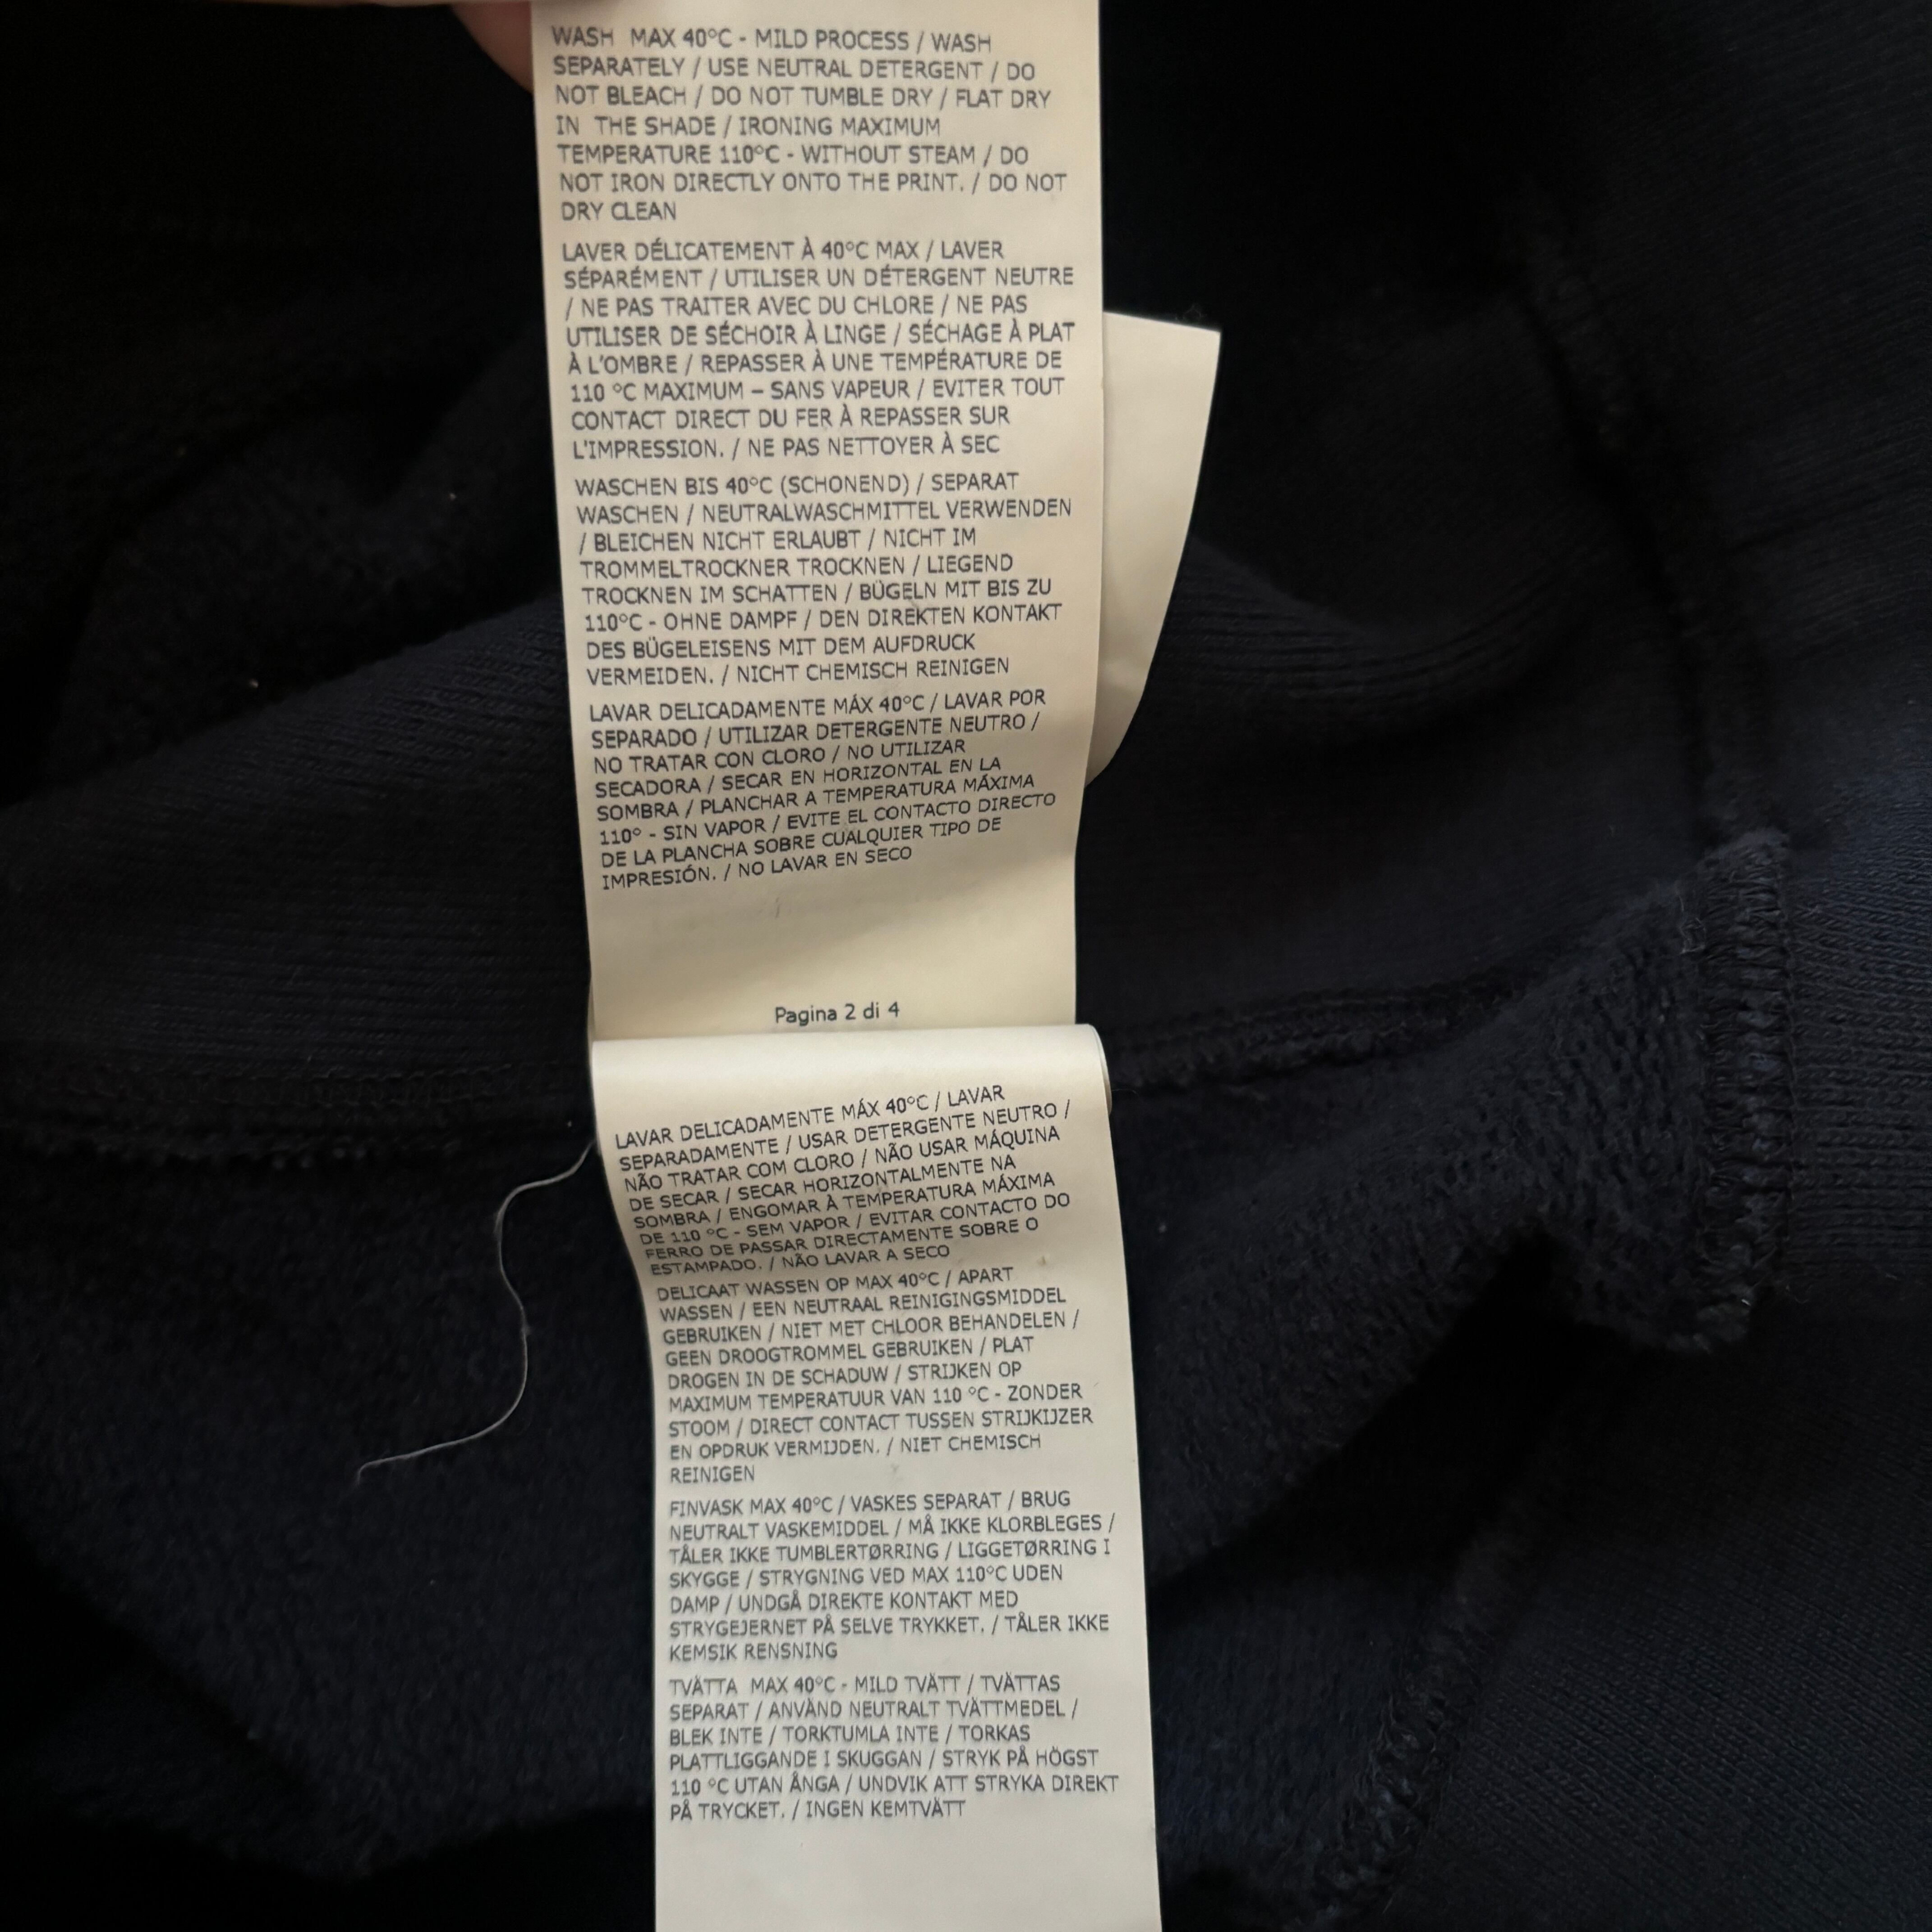 WASH MAX 40°C - MILD PROCESS / WASH
SEPARATELY / USE NEUTRAL DETERGENT / DO
NOT BLEACH / DO NOT TUMBLE DRY / FLAT DRY
IN THE SHADE / IRONING MAXIMUM
TEMPERATURE 110°C - WITHOUT STEAM / DO
NOT IRON DIRECTLY ONTO THE PRINT. / DO NOT
DRY CLEAN
LAVER DÉLICATEMENT À 40°C MAX / LAVER
SÉPARÉMENT / UTILISER UN DÉTERGENT NEUTRE
/ NE PAS TRAITER AVEC DU CHLORE / NE PAS
UTILISER DE SÉCHOIR À LINGE / SÉCHAGE À PLAT
À L'OMBRE / REPASSER À UNE TEMPÉRATURE DE
110 °C MAXIMUM – SANS VAPEUR / EVITER TOUT
CONTACT DIRECT DU FER À REPASSER SUR
L'IMPRESSION. / NE PAS NETTOYER À SEC
WASCHEN BIS 40°C (SCHONEND) / SEPARAT
WASCHEN / NEUTRALWASCHMITTEL VERWENDEN
/ BLEICHEN NICHT ERLAUBT / NICHT IM
TROMMELTROCKNER TROCKNEN / LIEGEND
TROCKNEN IM SCHATTEN / BÜGELN MIT BIS ZU
110°C - OHNE DAMPF / DEN DIREKTEN KONTAKT
DES BÜGELEISENS MIT DEM AUFDRUCK
VERMEIDEN. / NICHT CHEMISCH REINIGEN
LAVAR DELICADAMENTE MÁX 40°C / LAVAR POR
SEPARADO / UTILIZAR DETERGENTE NEUTRO /
NO TRATAR CON CLORO / NO UTILIZAR
SECADORA / SECAR EN HORIZONTAL EN LA
SOMBRA / PLANCHAR A TEMPERATURA MÁXIMA
110° - SIN VAPOR / EVITE EL CONTACTO DIRECTO
DE LA PLANCHA SOBRE CUALQUIER TIPO DE
IMPRESIÓN. / NO LAVAR EN SECO
Pagina 2 di 4
LAVAR DELICADAMENTE MÁX 40°C / LAVAR
SEPARADAMENTE / USAR DETERGENTE NEUTRO /
NÃO TRATAR COM CLORO / NÃO USAR MÁQUINA
DE SECAR / SECAR HORIZONTALMENTE NA
SOMBRA / ENGOMAR À TEMPERATURA MÁXIMA
DE 110 °C - SEM VAPOR / EVITAR CONTACTO DO
FERRO DE PASSAR DIRECTAMENTE SOBRE O
ESTAMPADO. / NÃO LAVAR A SECO
DELICAAT WASSEN OP MAX 40°C / APART
WASSEN / EEN NEUTRAAL REINIGINGSMIDDEL
GEBRUIKEN / NIET MET CHLOOR BEHANDELEN /
GEEN DROOGTROMMEL GEBRUIKEN / PLAT
DROGEN IN DE SCHADUW / STRIJKEN OP
MAXIMUM TEMPERATUUR VAN 110 °C - ZONDER
STOOM / DIRECT CONTACT TUSSEN STRIJKIJZER
EN OPDRUK VERMIJDEN. / NIET CHEMISCH
REINIGEN
FINVASK MAX 40°C / VASKES SEPARAT / BRUG
NEUTRALT VASKEMIDDEL / MÅ IKKE KLORBLEGES /
TÅLER IKKE TUMBLERTØRRING / LIGGETØRRING I
SKYGGE / STRYGNING VED MAX 110°C UDEN
DAMP / UNDGÅ DIREKTE KONTAKT MED
STRYGEJERNET PÅ SELVE TRYKKET. / TÅLER IKKE
KEMSIK RENSNING
TVÄTTA MAX 40°C - MILD TVÄTT / TVÄTTAS
SEPARAT / ANVÄND NEUTRALT TVÄTTMEDEL /
BLEK INTE / TORKTUMLA INTE / TORKAS
PLATTLIGGANDE I SKUGGAN / STRYK PÅ HÖGST
110 °C UTAN ÅNGA / UNDVIK ATT STRYKA DIREKT
PÅ TRYCKET. / INGEN KEMTVÄTT